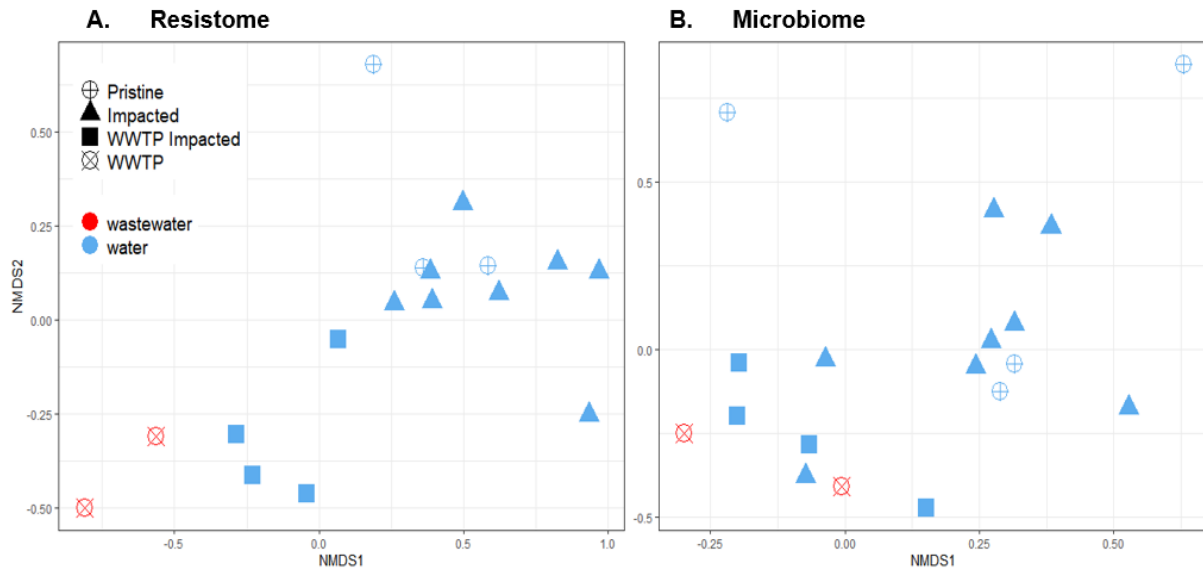 A. Resistome
B. Microbiome
Pristine
Impacted
WWTP Impacted
WWTP
wastewater
water
NMDS2
0.50
0.25
0.00
-0.25
-0.50
-0.5
0.0
0.5
1.0
NMDS1
0.5
0.0
-0.5
-0.25
0.00
0.25
0.50
NMDS1